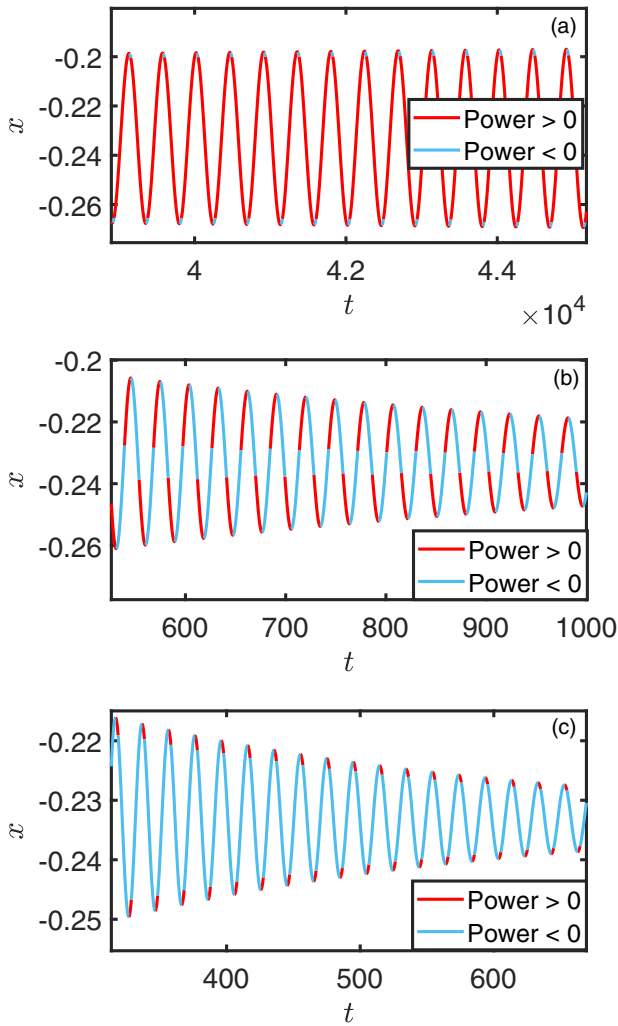 (a)
-0.2
-0.22
-0.24
-0.26
x
Power > 0
Power < 0
4 4.2 4.4
t
×10⁴
(b)
-0.2
-0.22
-0.24
-0.26
x
Power > 0
Power < 0
600 700 800 900 1000
t
(c)
-0.22
-0.23
-0.24
-0.25
x
Power > 0
Power < 0
400 500 600
t